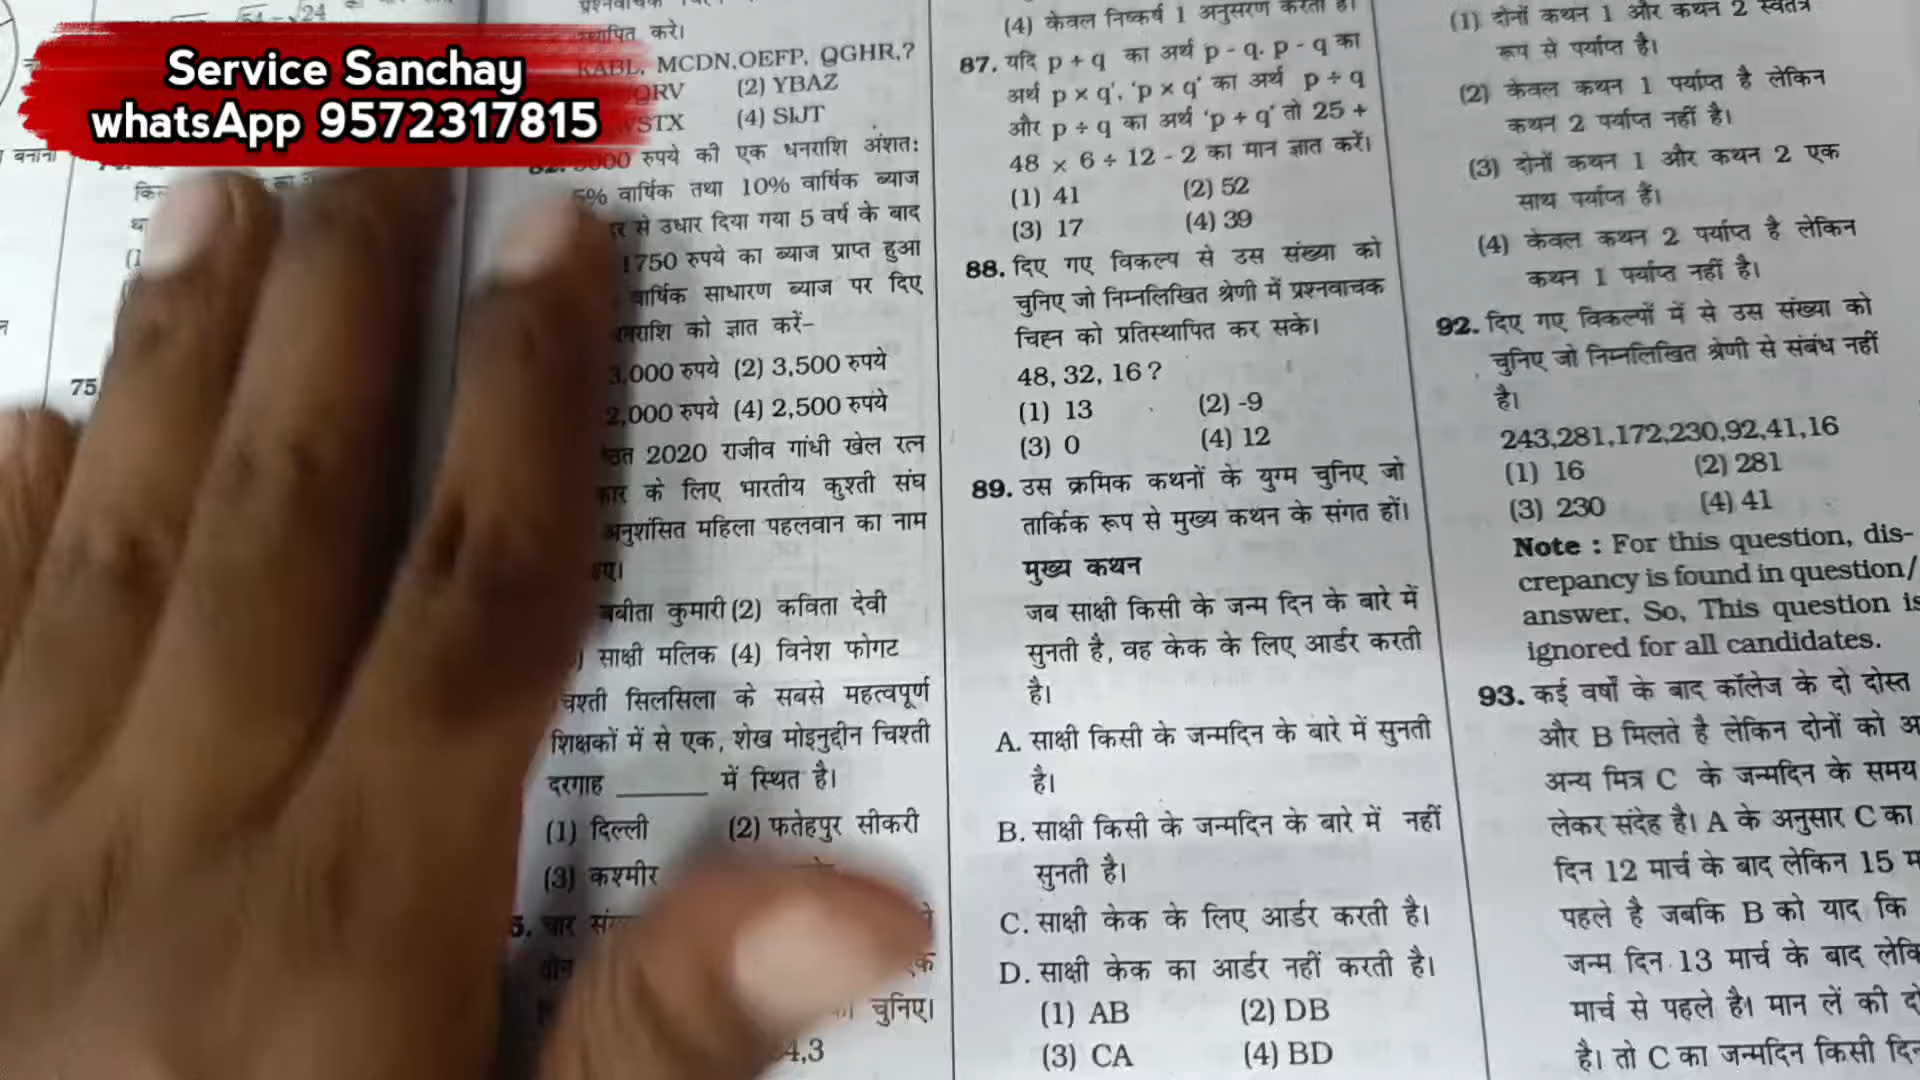 Service Sanchay
whatsApp 9572317815
75
KABL, MCDN,OEFP, QGHR,?
QRV (2) YBAZ
WSTX (4) SIJT
रुपये की एक धनराशि अंशत:
5% वार्षिक तथा 10% वार्षिक ब्याज
से उधार दिया गया 5 वर्ष के बाद
1750 रुपये का ब्याज प्राप्त हुआ
वार्षिक साधारण ब्याज पर दिए
को ज्ञात करें-
3,000 रुपये (2) 3,500 रुपये
2,000 रुपये (4) 2,500 रुपये
2020 राजीव गांधी खेल रत्न
के लिए भारतीय कुश्ती संघ
अनुशंसित महिला पहलवान का नाम
बबीता कुमारी (2) कविता देवी
साक्षी मलिक (4) विनेश फोगट
चिश्ती सिलसिला के सबसे महत्वपूर्ण
शिक्षकों में से एक, शेख मोइनुद्दीन चिश्ती
दरगाह ______ में स्थित है।
(1) दिल्ली (2) फतेहपुर सीकरी
(3) कश्मीर
चार
चुनिए।
(4) केवल निष्कर्ष 1 अनुसरण करता है।
87. यदि p + q का अर्थ p - q. p - q का
अर्थ p × q', 'p × q' का अर्थ p ÷ q
और p ÷ q का अर्थ 'p + q' तो 25 +
48 × 6 ÷ 12 - 2 का मान ज्ञात करें।
(1) 41 (2) 52
(3) 17 (4) 39
88. दिए गए विकल्प से उस संख्या को
चुनिए जो निम्नलिखित श्रेणी में प्रश्नवाचक
चिह्न को प्रतिस्थापित कर सके।
48, 32, 16 ?
(1) 13 (2) -9
(3) 0 (4) 12
89. उस क्रमिक कथनों के युग्म चुनिए जो
तार्किक रूप से मुख्य कथन के संगत हों।
मुख्य कथन
जब साक्षी किसी के जन्म दिन के बारे में
सुनती है, वह केक के लिए आर्डर करती
है।
A. साक्षी किसी के जन्मदिन के बारे में सुनती
है।
B. साक्षी किसी के जन्मदिन के बारे में नहीं
सुनती है।
C. साक्षी केक के लिए आर्डर करती है।
D. साक्षी केक का आर्डर नहीं करती है।
(1) AB (2) DB
(3) CA (4) BD
(1) दोनों कथन 1 और कथन 2 स्वतंत्र
रूप से पर्याप्त है।
(2) केवल कथन 1 पर्याप्त है लेकिन
कथन 2 पर्याप्त नहीं है।
(3) दोनों कथन 1 और कथन 2 एक
साथ पर्याप्त हैं।
(4) केवल कथन 2 पर्याप्त है लेकिन
कथन 1 पर्याप्त नहीं है।
92. दिए गए विकल्पों में से उस संख्या को
चुनिए जो निम्नलिखित श्रेणी से संबंध नहीं
है।
243,281,172,230,92,41,16
(1) 16 (2) 281
(3) 230 (4) 41
Note : For this question, dis-
crepancy is found in question/
answer, So, This question is
ignored for all candidates.
93. कई वर्षों के बाद कॉलेज के दो दोस्त
और B मिलते है लेकिन दोनों को
अन्य मित्र C के जन्मदिन के समय
लेकर संदेह है। A के अनुसार C का
दिन 12 मार्च के बाद लेकिन 15
पहले है जबकि B को याद कि
जन्म दिन 13 मार्च के बाद
मार्च से पहले है। मान लें की
है। तो C का जन्मदिन किसी